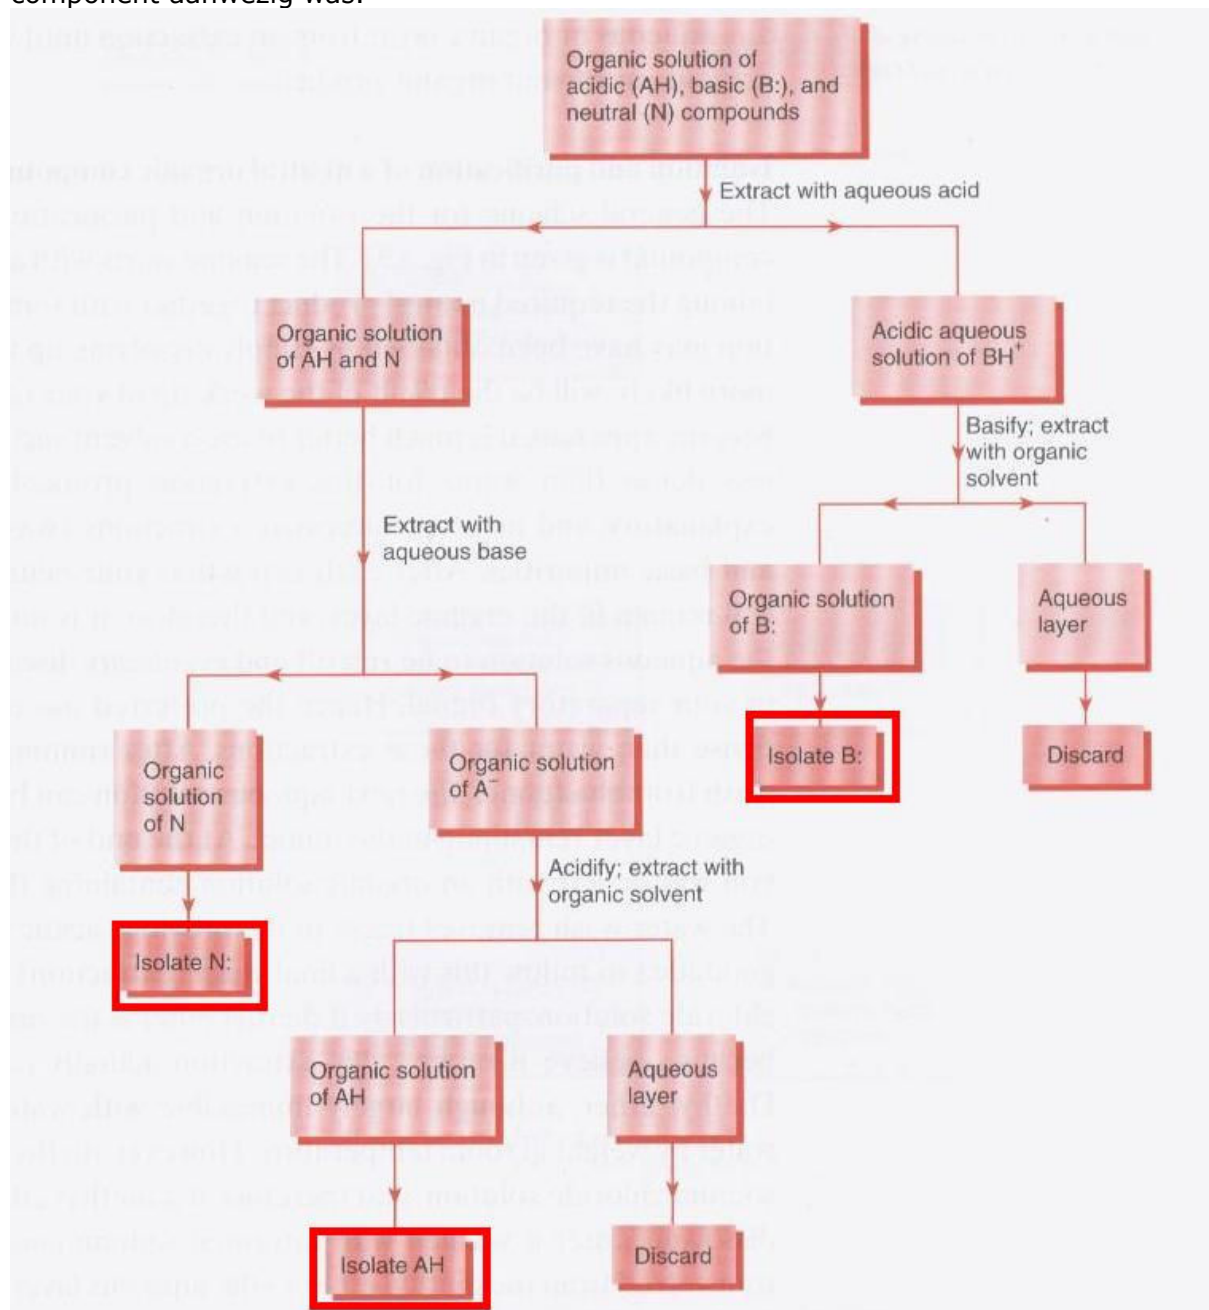 component aanwezig was.
Organic solution of
acidic (AH), basic (B:), and
neutral (N) compounds
Extract with aqueous acid
Organic solution
of AH and N
Acidic aqueous
solution of BH⁺
Basify; extract
with organic
solvent
Extract with
aqueous base
Organic solution
of B:
Aqueous
layer
Isolate B:
Discard
Organic
solution
of N
Organic solution
of A⁻
Acidify; extract with
organic solvent
Isolate N:
Organic solution
of AH
Aqueous
layer
Isolate AH
Discard